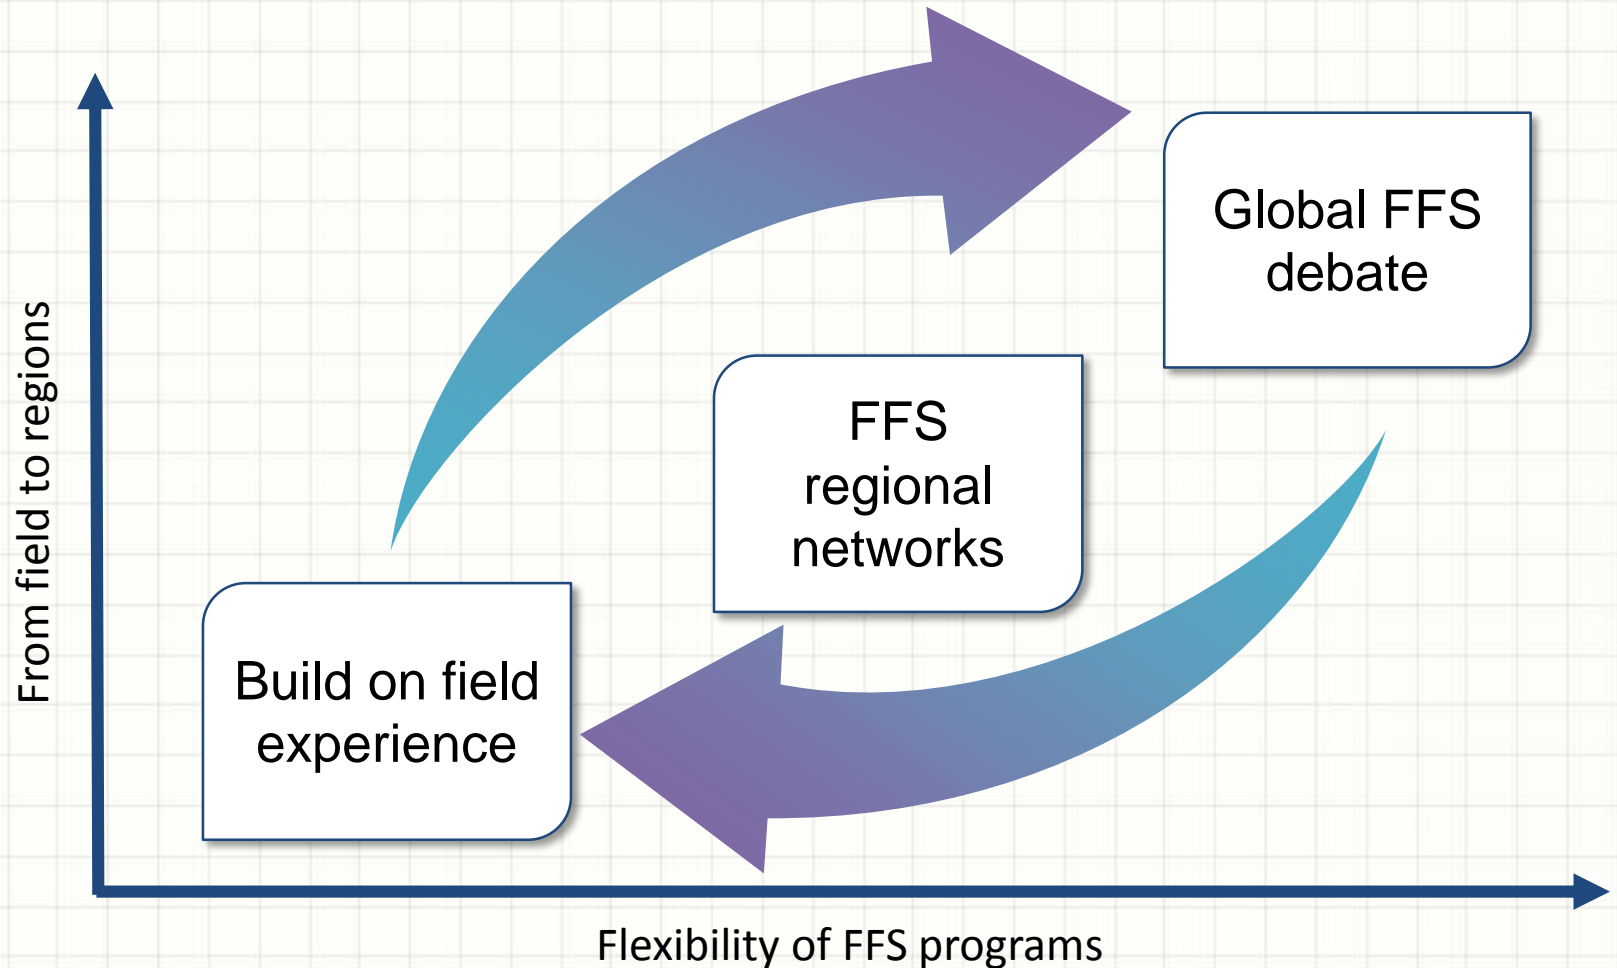 Global FFS
debate
FFS
regional
networks
Build on field
experience
From field to regions
Flexibility of FFS programs